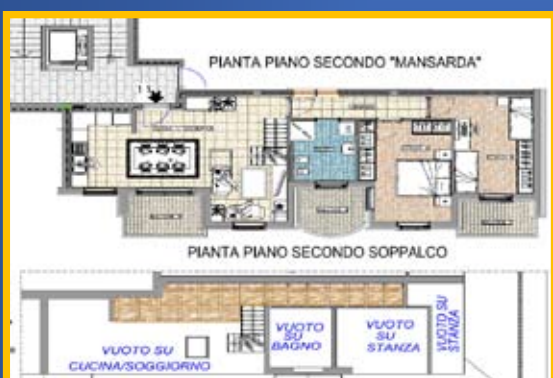 PIANTA PIANO SECONDO "MANSARDA"
PIANTA PIANO SECONDO SOPPALCO
VUOTO SU
CUCINA/SOGGIORNO
VUOTO
SU
BAGNO
VUOTO
SU
STANZA
VUOTO
SU
STANZA